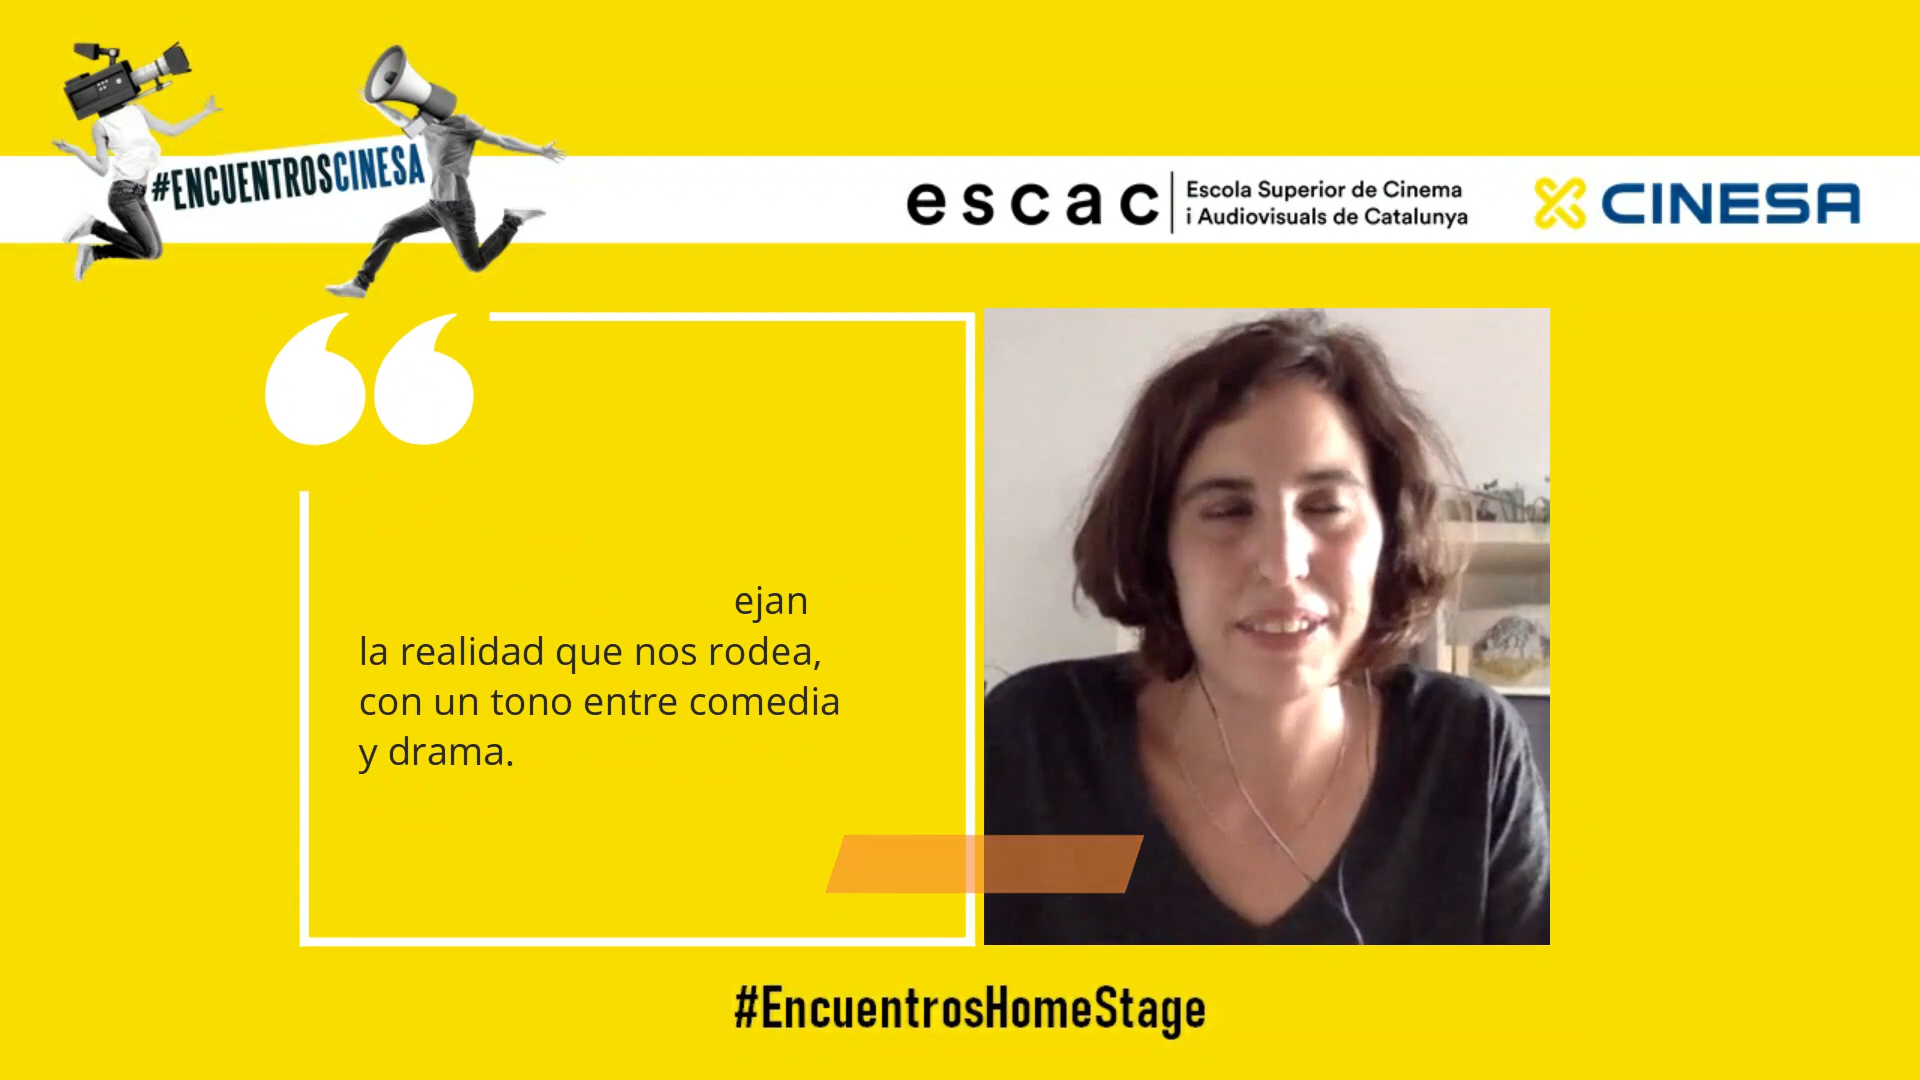 #ENCUENTROSCINESA
escac
Escola Superior de Cinema
i Audiovisuals de Catalunya
CINESA
ejan
la realidad que nos rodea,
con un tono entre comedia
y drama.
#EncuentrosHomeStage